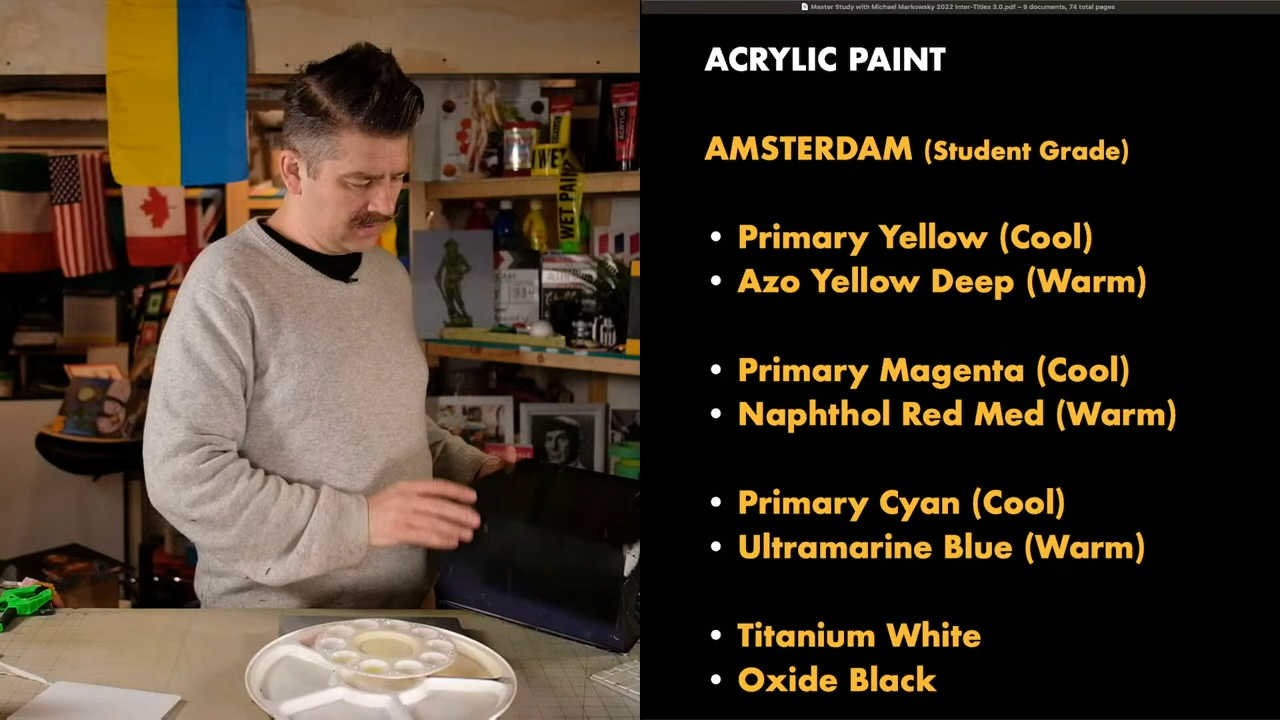 Master Study with Michael Markowsky 2022 Inter-Titles 3.0.pdf – 9 documents, 74 total pages
ACRYLIC PAINT
AMSTERDAM (Student Grade)
• Primary Yellow (Cool)
• Azo Yellow Deep (Warm)
• Primary Magenta (Cool)
• Naphthol Red Med (Warm)
• Primary Cyan (Cool)
• Ultramarine Blue (Warm)
• Titanium White
• Oxide Black
WET
WET PAINT
ACRYLIC